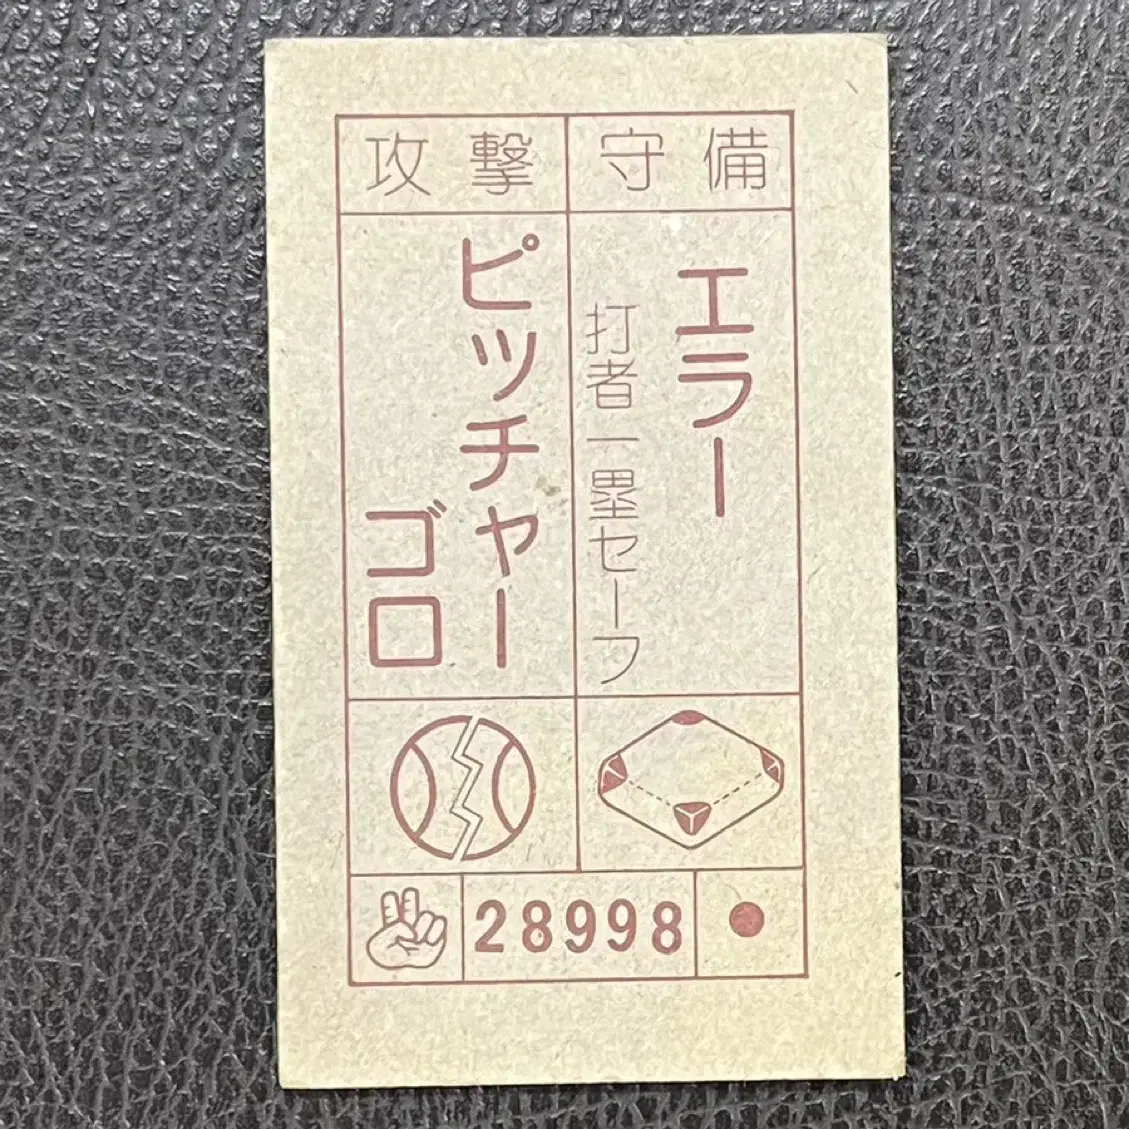 攻撃
守備
ピッチャー
ゴロ
エラー
打者一塁セーフ
28998